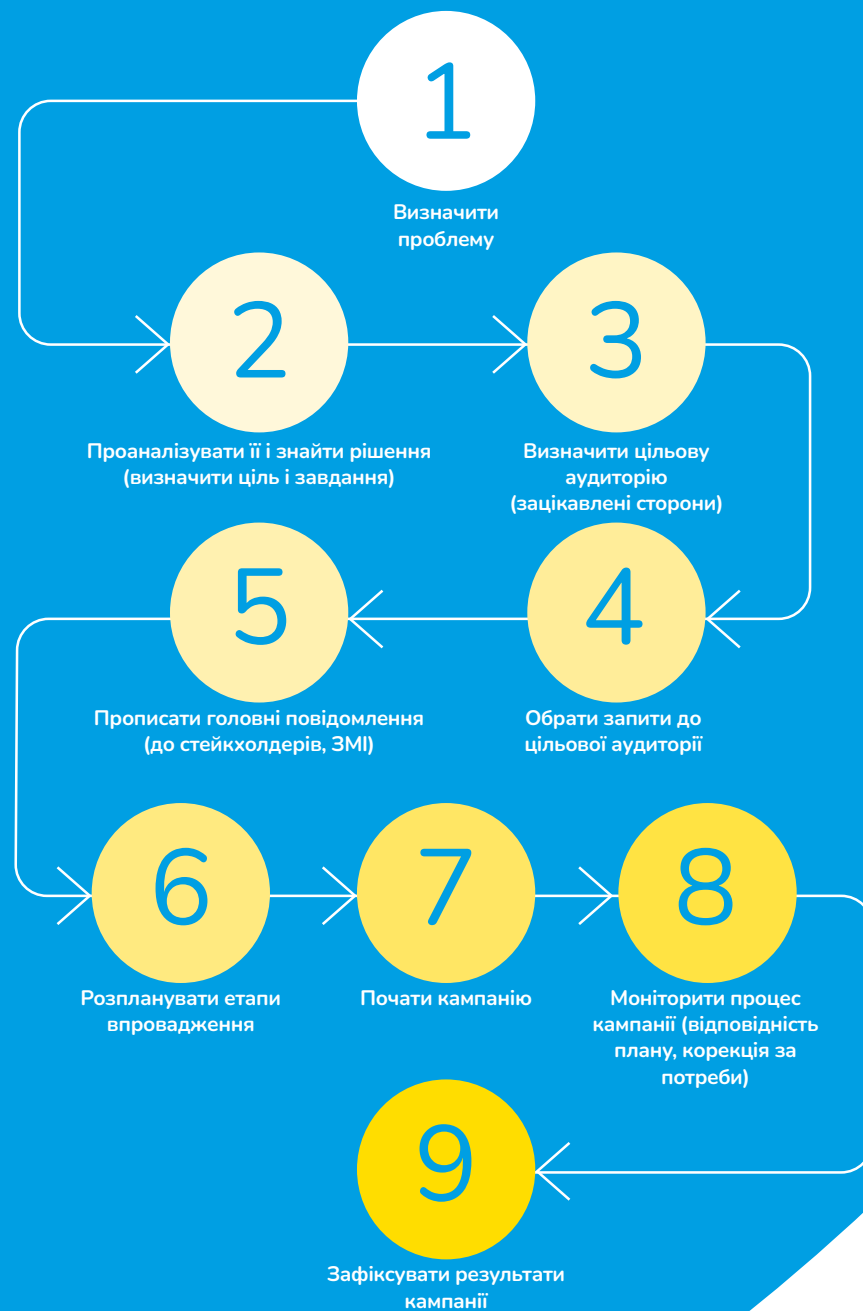 1
Визначити
проблему
2
Проаналізувати її і знайти рішення
(визначити ціль і завдання)
3
Визначити цільову
аудиторію
(зацікавлені сторони)
4
Обрати запити до
цільової аудиторії
5
Прописати головні повідомлення
(до стейкхолдерів, ЗМІ)
6
Розпланувати етапи
впровадження
7
Почати кампанію
8
Моніторити процес
кампанії (відповідність
плану, корекція за
потреби)
9
Зафіксувати результати
кампанії